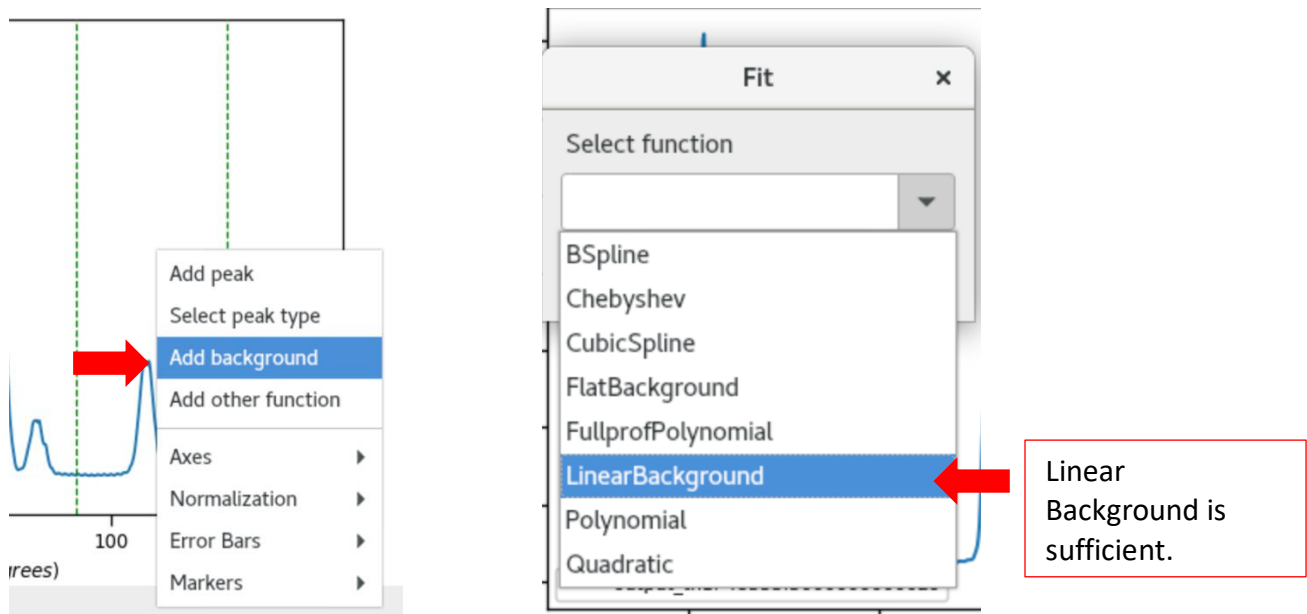 Add peak
Select peak type
Add background
Add other function
Axes
Normalization
Error Bars
Markers
100
rees)
Fit
×
Select function
BSpline
Chebyshev
CubicSpline
FlatBackground
FullprofPolynomial
LinearBackground
Polynomial
Quadratic
Linear
Background is
sufficient.